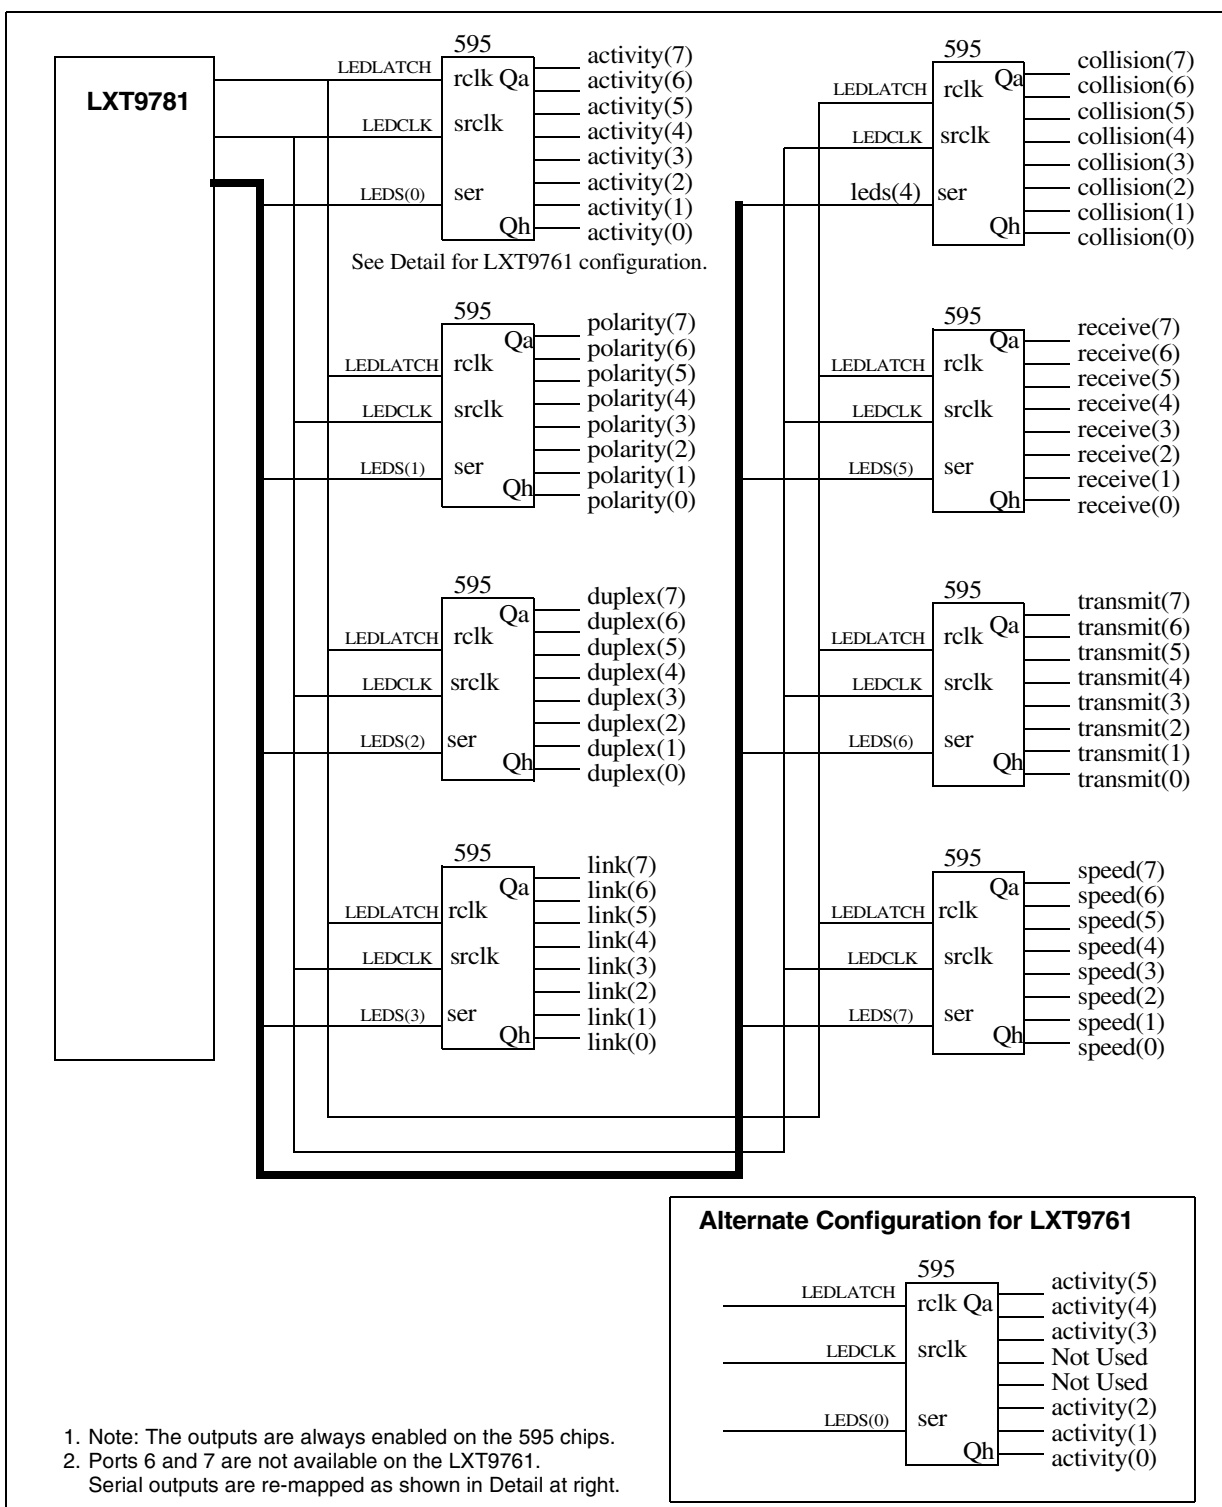 LXT9781
595
LEDLATCH
rclk Qa
LEDCLK
srclk
LEDS(0)
ser
Qh
activity(7)
activity(6)
activity(5)
activity(4)
activity(3)
activity(2)
activity(1)
activity(0)
See Detail for LXT9761 configuration.
595
Qa
LEDLATCH
rclk
LEDCLK
srclk
LEDS(1)
ser
Qh
polarity(7)
polarity(6)
polarity(5)
polarity(4)
polarity(3)
polarity(2)
polarity(1)
polarity(0)
595
Qa
LEDLATCH
rclk
LEDCLK
srclk
LEDS(2)
ser
Qh
duplex(7)
duplex(6)
duplex(5)
duplex(4)
duplex(3)
duplex(2)
duplex(1)
duplex(0)
595
Qa
LEDLATCH
rclk
LEDCLK
srclk
LEDS(3)
ser
Qh
link(7)
link(6)
link(5)
link(4)
link(3)
link(2)
link(1)
link(0)
595
LEDLATCH
rclk Qa
LEDCLK
srclk
leds(4)
ser
Qh
collision(7)
collision(6)
collision(5)
collision(4)
collision(3)
collision(2)
collision(1)
collision(0)
595
Qa
LEDLATCH
rclk
LEDCLK
srclk
LEDS(5)
ser
Qh
receive(7)
receive(6)
receive(5)
receive(4)
receive(3)
receive(2)
receive(1)
receive(0)
595
LEDLATCH
rclk Qa
LEDCLK
srclk
LEDS(6)
ser
Qh
transmit(7)
transmit(6)
transmit(5)
transmit(4)
transmit(3)
transmit(2)
transmit(1)
transmit(0)
595
Qa
LEDLATCH
rclk
LEDCLK
srclk
LEDS(7)
ser
Qh
speed(7)
speed(6)
speed(5)
speed(4)
speed(3)
speed(2)
speed(1)
speed(0)
Alternate Configuration for LXT9761
595
LEDLATCH
rclk Qa
LEDCLK
srclk
LEDS(0)
ser
Qh
activity(5)
activity(4)
activity(3)
Not Used
Not Used
activity(2)
activity(1)
activity(0)
1. Note: The outputs are always enabled on the 595 chips.
2. Ports 6 and 7 are not available on the LXT9761.
Serial outputs are re-mapped as shown in Detail at right.